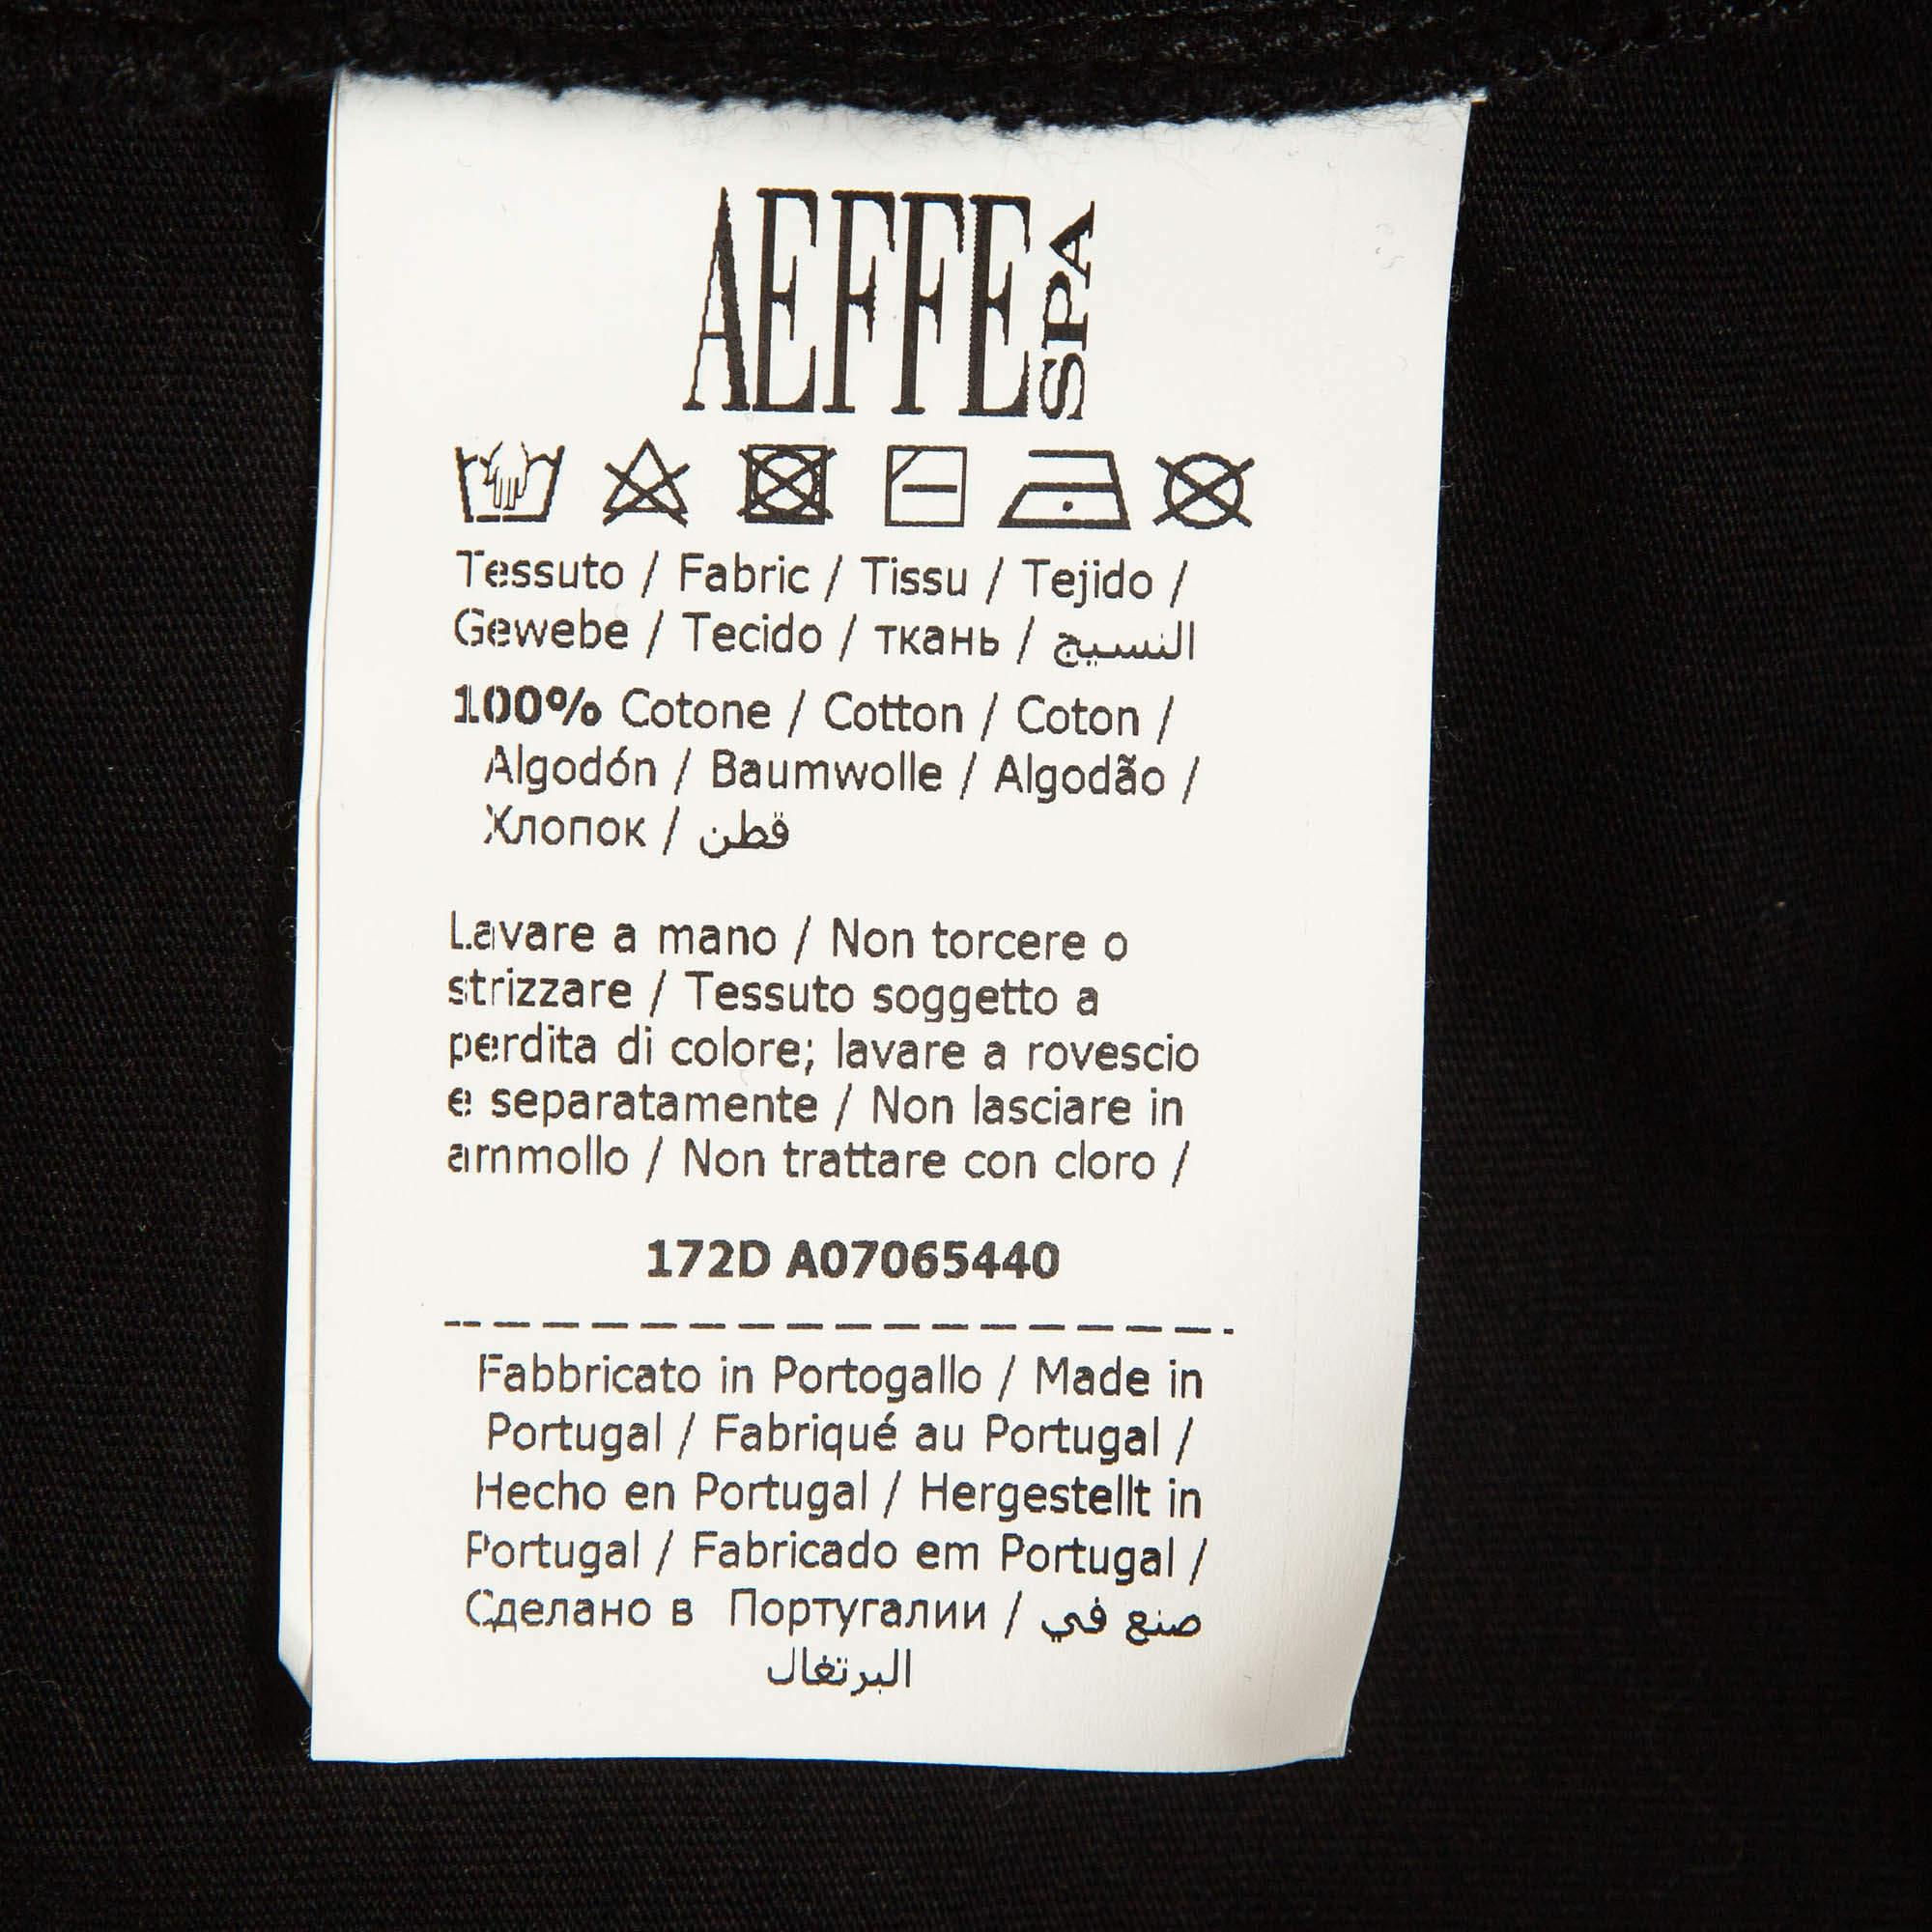 AEFFE SPA
Tessuto / Fabric / Tissu / Tejido /
Gewebe / Tecido / ткань / النسيج
100% Cotone / Cotton / Coton /
Algodón / Baumwolle / Algodão /
Хлопок / قطن
Lavare a mano / Non torcere o
strizzare / Tessuto soggetto a
perdita di colore; lavare a rovescio
e separatamente / Non lasciare in
ammollo / Non trattare con cloro /
172D A07065440
Fabbricato in Portogallo / Made in
Portugal / Fabriqué au Portugal /
Hecho en Portugal / Hergestellt in
Portugal / Fabricado em Portugal /
Сделано в Португалии / صنع في
البرتغال